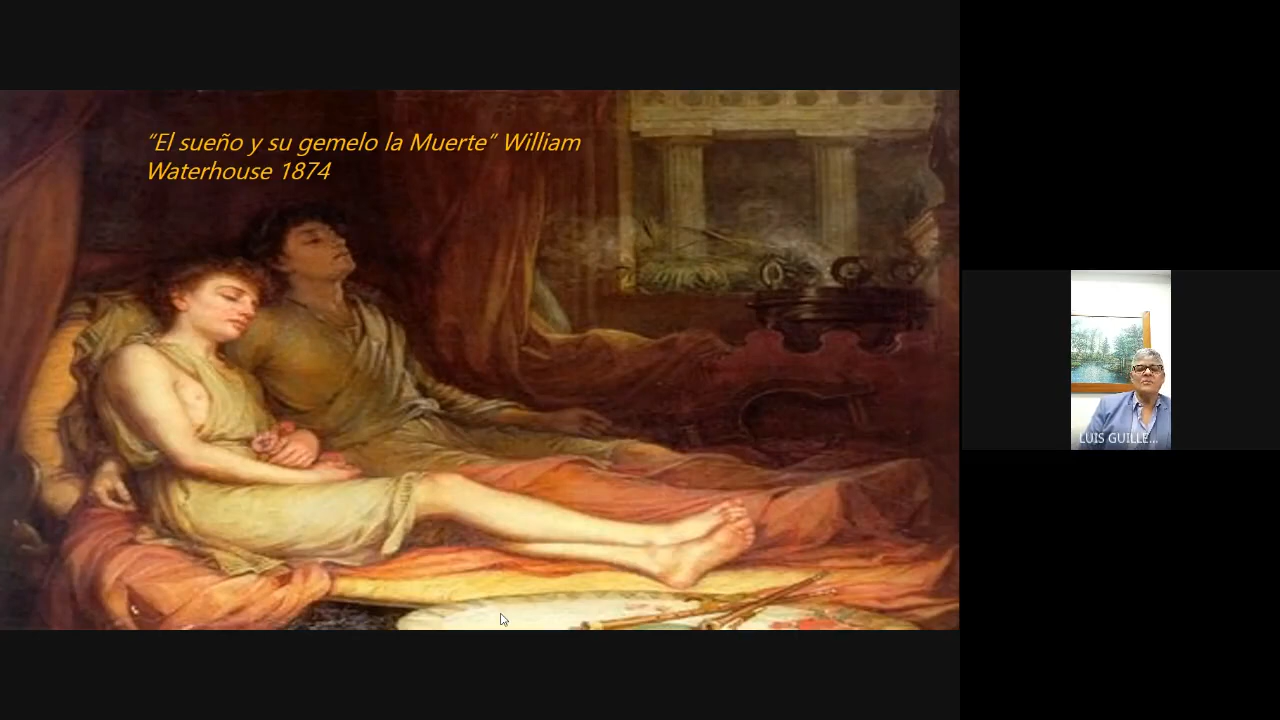 “El sueño y su gemelo la Muerte” William
Waterhouse 1874
LUIS GUILLE...